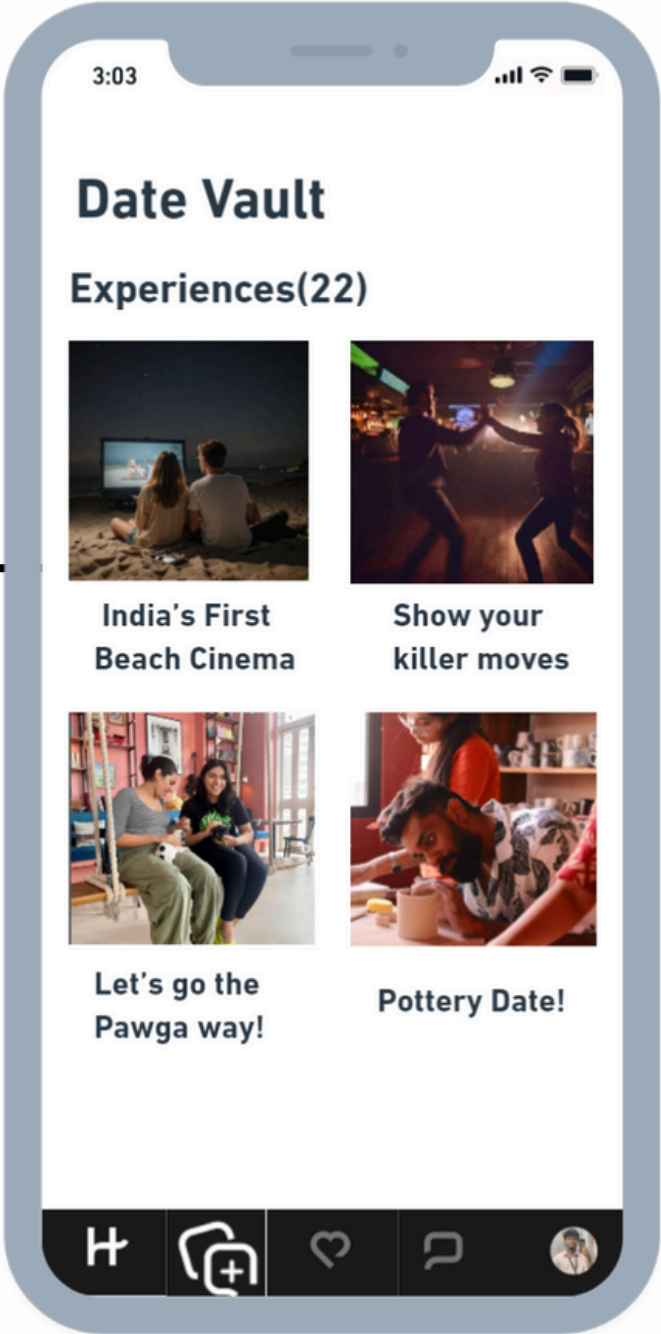 3:03
Date Vault
Experiences(22)
India's First
Beach Cinema
Show your
killer moves
Let's go the
Pawga way!
Pottery Date!